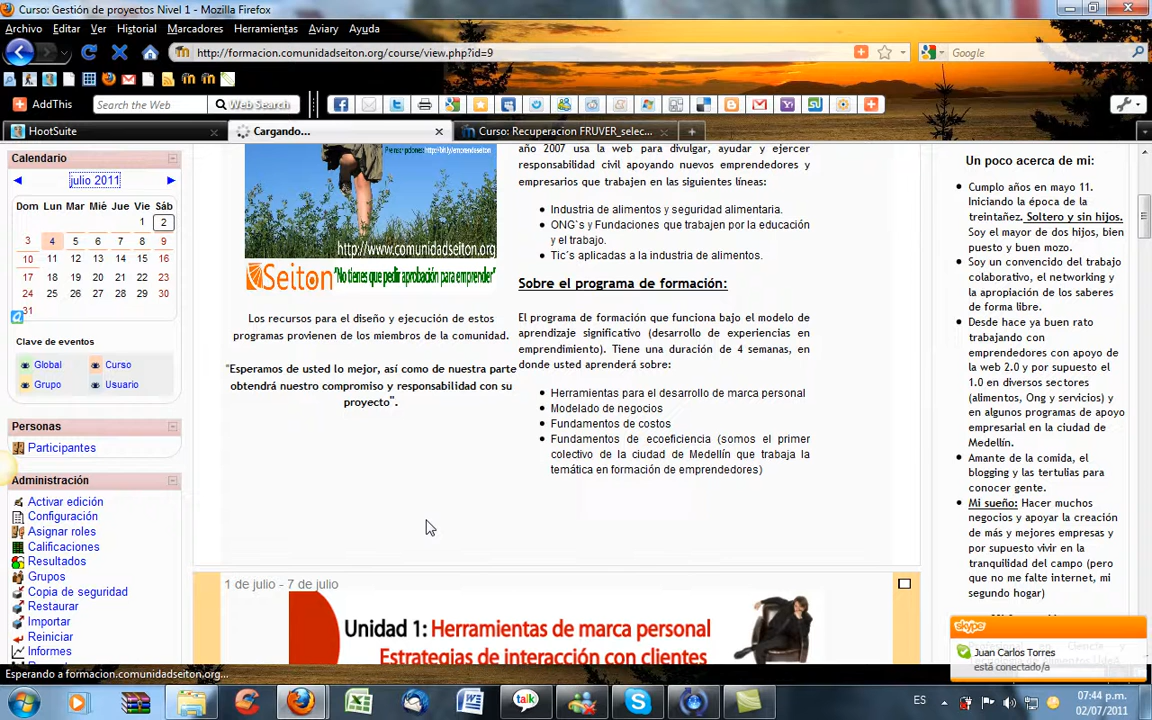 Curso: Gestión de proyectos Nivel 1 - Mozilla Firefox
Archivo Editar Ver Historial Marcadores Herramientas Aviary Ayuda
http://formacion.comunidadseiton.org/course/view.php?id=9
Google
AddThis Search the Web Web Search
HootSuite
Cargando...
Curso: Recuperacion FRUVER_selec...
Calendario
julio 2011
Dom Lun Mar Mié Jue Vie Sáb
1 2
3 4 5 6 7 8 9
10 11 12 13 14 15 16
17 18 19 20 21 22 23
24 25 26 27 28 29 30
31
Clave de eventos
Global Curso
Grupo Usuario
Personas
Participantes
Administración
Activar edición
Configuración
Asignar roles
Calificaciones
Resultados
Grupos
Copia de seguridad
Restaurar
Importar
Reiniciar
Informes
http://www.comunidadseiton.org
Seiton "No tienes que pedir aprobación para emprender"
Los recursos para el diseño y ejecución de estos
programas provienen de los miembros de la comunidad.
"Esperamos de usted lo mejor, así como de nuestra parte
obtendrá nuestro compromiso y responsabilidad con su
proyecto".
año 2007 usa la web para divulgar, ayudar y ejercer
responsabilidad civil apoyando nuevos emprendedores y
empresarios que trabajen en las siguientes líneas:
Industria de alimentos y seguridad alimentaria.
ONG`s y Fundaciones que trabajen por la educación
y el trabajo.
Tic´s aplicadas a la industria de alimentos.
Sobre el programa de formación:
El programa de formación que funciona bajo el modelo de
aprendizaje significativo (desarrollo de experiencias en
emprendimiento). Tiene una duración de 4 semanas, en
donde usted aprenderá sobre:
Herramientas para el desarrollo de marca personal
Modelado de negocios
Fundamentos de costos
Fundamentos de ecoeficiencia (somos el primer
colectivo de la ciudad de Medellín que trabaja la
temática en formación de emprendedores)
1 de julio - 7 de julio
Unidad 1: Herramientas de marca personal
Estrategias de interacción con clientes
Un poco acerca de mi:
Cumplo años en mayo 11.
Iniciando la época de la
treintañez. Soltero y sin hijos.
Soy el mayor de dos hijos, bien
puesto y buen mozo.
Soy un convencido del trabajo
colaborativo, el networking y
la apropiación de los saberes
de forma libre.
Desde hace ya buen rato
trabajando con
emprendedores con apoyo de
la web 2.0 y por supuesto el
1.0 en diversos sectores
(alimentos, Ong y servicios) y
en algunos programas de apoyo
empresarial en la ciudad de
Medellín.
Amante de la comida, el
blogging y las tertulias para
conocer gente.
Mi sueño: Hacer muchos
negocios y apoyar la creación
de más y mejores empresas y
por supuesto vivir en la
tranquilidad del campo (pero
que no me falte internet, mi
segundo hogar)
skype
Juan Carlos Torres
está conectado/a
Esperando a formacion.comunidadseiton.org...
talk
ES
07:44 p.m.
02/07/2011